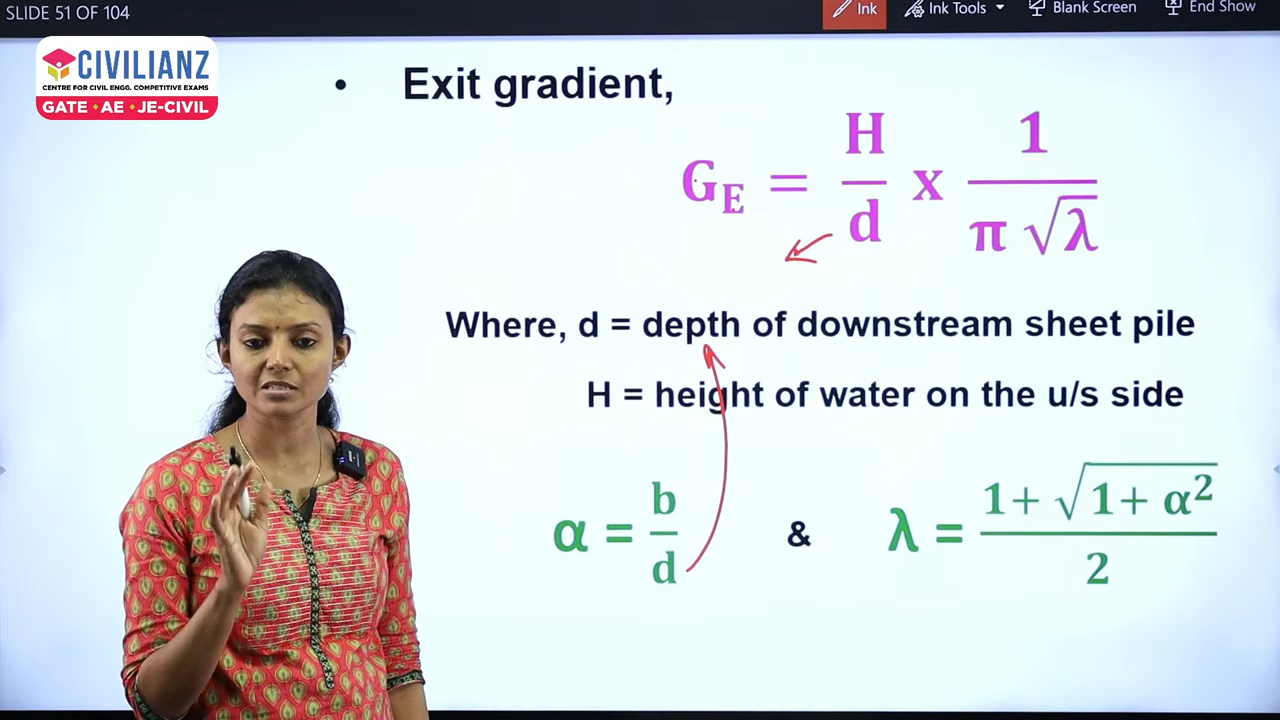 SLIDE 51 OF 104
Ink
Ink Tools
Blank Screen
End Show
CIVILIANZ
CENTRE FOR CIVIL ENGG. COMPETITIVE EXAMS
GATE • AE • JE-CIVIL
• Exit gradient,
G_E = H/d x 1/(π √λ)
Where, d = depth of downstream sheet pile
H = height of water on the u/s side
α = b/d & λ = (1+ √(1+ α²))/2